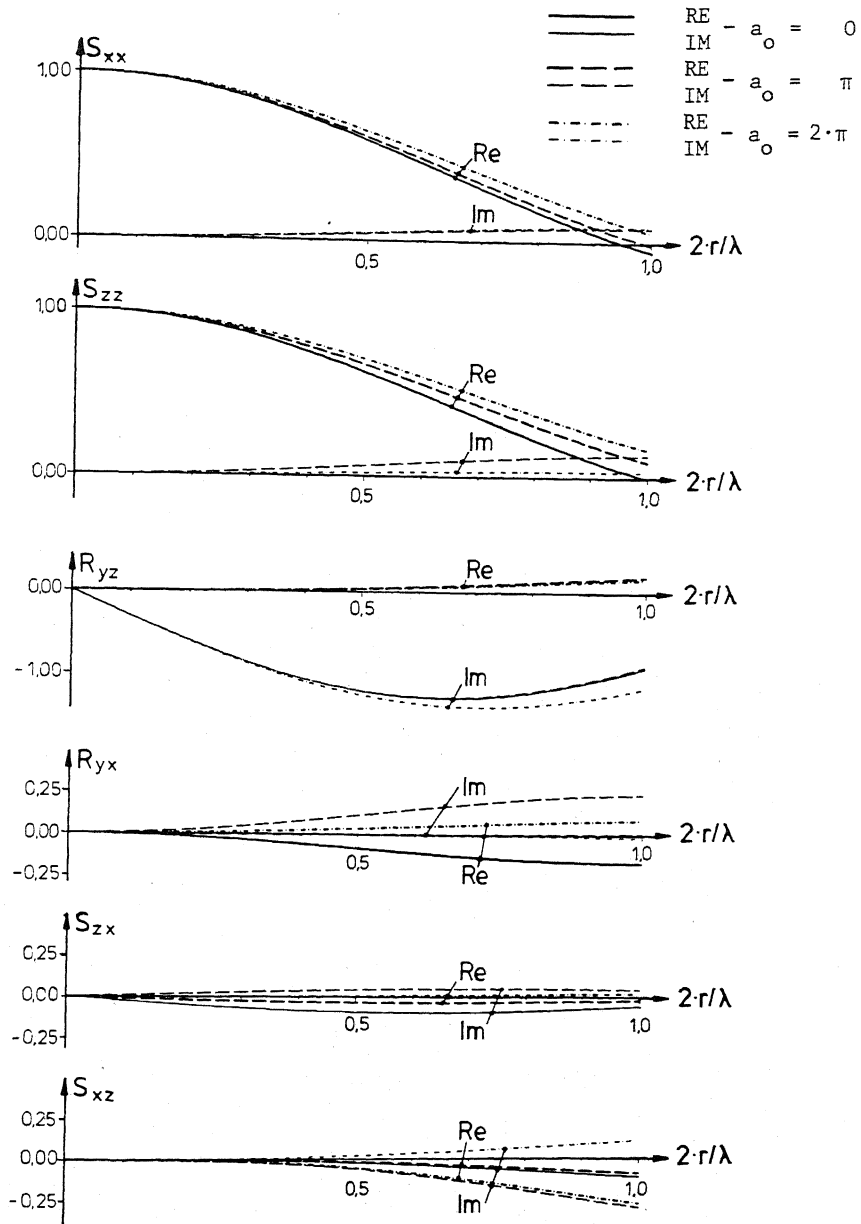 RE
IM - a_o = 0
RE
IM - a_o = π
RE
IM - a_o = 2·π
S_xx
1,00
Re
Im
0,00
0,5
1,0
2·r/λ
S_zz
1,00
Re
Im
0,00
0,5
1,0
2·r/λ
R_yz
0,00
Re
0,5
1,0
2·r/λ
-1,00
Im
R_yx
0,25
Im
0,00
2·r/λ
0,5
1,0
-0,25
Re
S_zx
0,25
Re
0,00
2·r/λ
0,5
1,0
-0,25
Im
S_xz
0,25
Re
0,00
2·r/λ
0,5
1,0
-0,25
Im